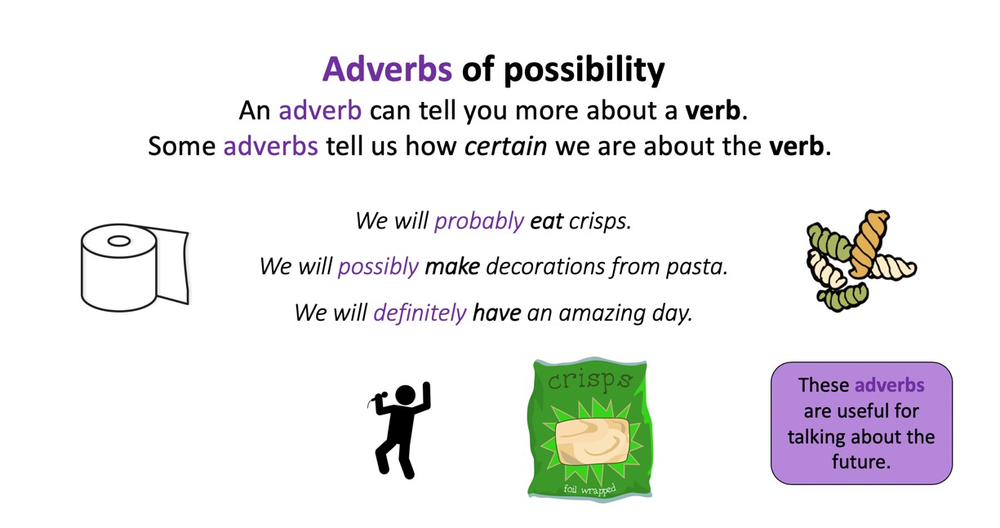 Adverbs of possibility
An adverb can tell you more about a verb.
Some adverbs tell us how certain we are about the verb.
We will probably eat crisps.
We will possibly make decorations from pasta.
We will definitely have an amazing day.
crisps
foil wrapped
These adverbs
are useful for
talking about the
future.